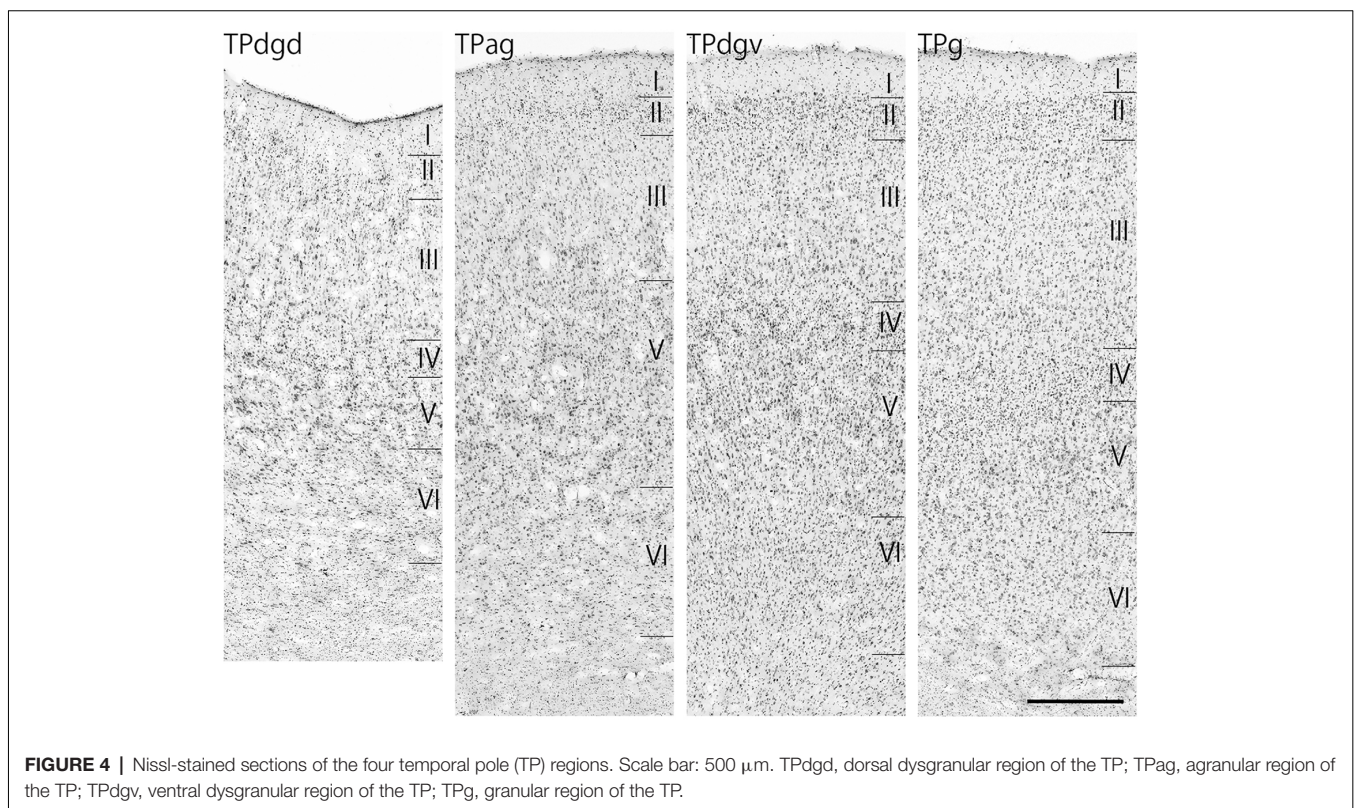 TPdgd
I
II
III
IV
V
VI
TPag
I
II
III
V
VI
TPdgv
I
II
III
IV
V
VI
TPg
I
II
III
IV
V
VI
FIGURE 4 | Nissl-stained sections of the four temporal pole (TP) regions. Scale bar: 500 μm. TPdgd, dorsal dysgranular region of the TP; TPag, agranular region of
the TP; TPdgv, ventral dysgranular region of the TP; TPg, granular region of the TP.